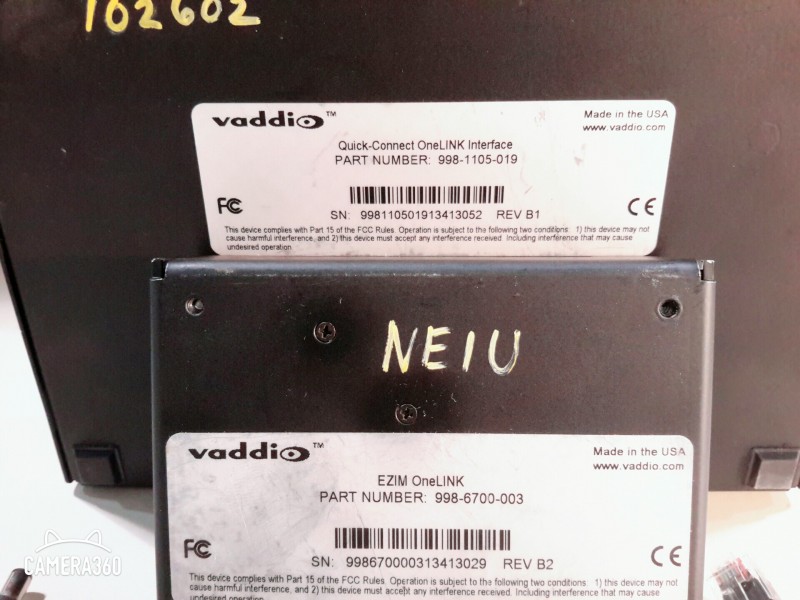 102602
vaddio™
Made in the USA
www.vaddio.com
Quick-Connect OneLINK Interface
PART NUMBER: 998-1105-019
FC
CE
SN: 998110501913413052 REV B1
This device complies with Part 15 of the FCC Rules. Operation is subject to the following two conditions: 1) this device may not
cause harmful interference, and 2) this device must accept any interference received. Including interference that may cause
undesired operation
NEIU
vaddio™
Made in the USA
www.vaddio.com
EZIM OneLINK
PART NUMBER: 998-6700-003
FC
CE
SN: 998670000313413029 REV B2
This device complies with Part 15 of the FCC Rules. Operation is subject to the following two conditions: 1) this device may not
cause harmful interference, and 2) this device must accept any interference received. Including interference that may cause
undesired operation
CAMERA360